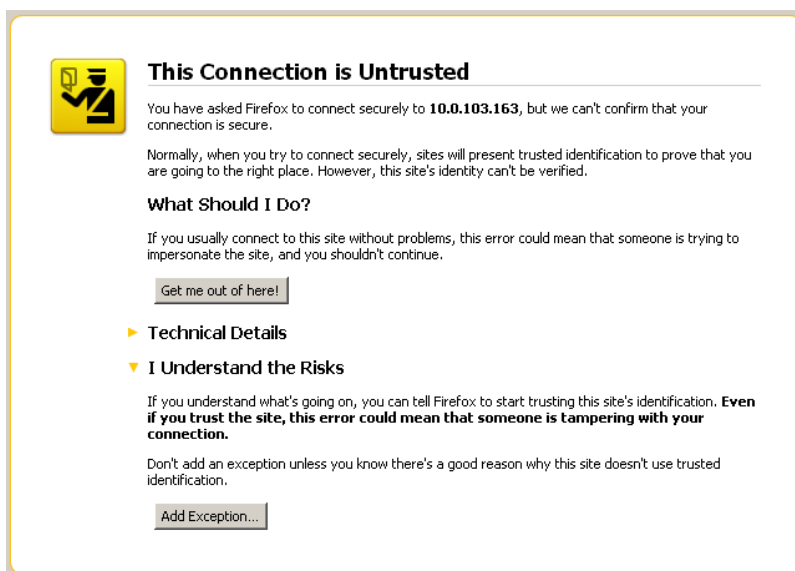 This Connection is Untrusted
You have asked Firefox to connect securely to 10.0.103.163, but we can't confirm that your
connection is secure.
Normally, when you try to connect securely, sites will present trusted identification to prove that you
are going to the right place. However, this site's identity can't be verified.
What Should I Do?
If you usually connect to this site without problems, this error could mean that someone is trying to
impersonate the site, and you shouldn't continue.
Get me out of here!
Technical Details
I Understand the Risks
If you understand what's going on, you can tell Firefox to start trusting this site's identification. Even
if you trust the site, this error could mean that someone is tampering with your
connection.
Don't add an exception unless you know there's a good reason why this site doesn't use trusted
identification.
Add Exception...